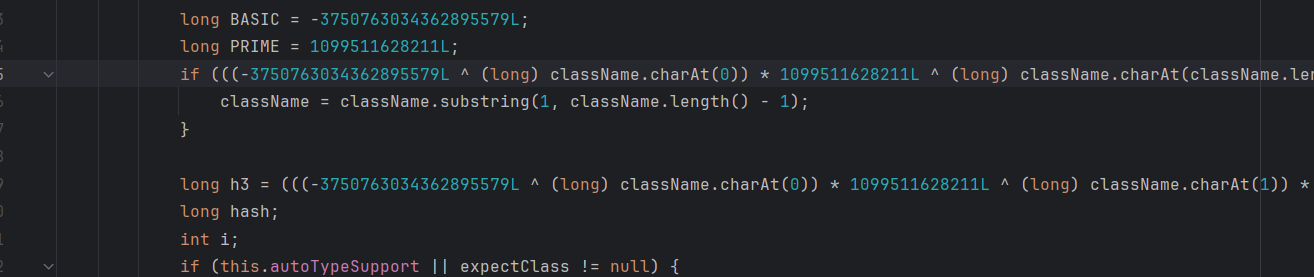 long BASIC = -3750763034362895579L;
long PRIME = 1099511628211L;
if (((-3750763034362895579L ^ (long) className.charAt(0)) * 1099511628211L ^ (long) className.charAt(className.len
className = className.substring(1, className.length() - 1);
}
long h3 = (((-3750763034362895579L ^ (long) className.charAt(0)) * 1099511628211L ^ (long) className.charAt(1)) *
long hash;
int i;
if (this.autoTypeSupport || expectClass != null) {